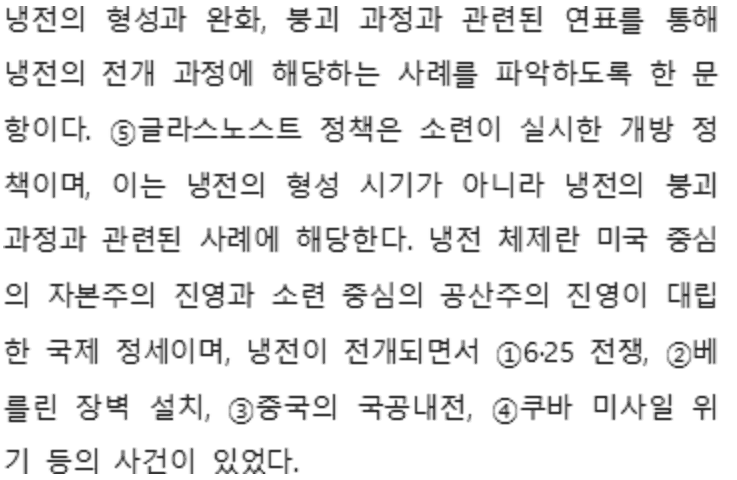 냉전의 형성과 완화, 붕괴 과정과 관련된 연표를 통해
냉전의 전개 과정에 해당하는 사례를 파악하도록 한 문
항이다. ⑤글라스노스트 정책은 소련이 실시한 개방 정
책이며, 이는 냉전의 형성 시기가 아니라 냉전의 붕괴
과정과 관련된 사례에 해당한다. 냉전 체제란 미국 중심
의 자본주의 진영과 소련 중심의 공산주의 진영이 대립
한 국제 정세이며, 냉전이 전개되면서 ①6·25 전쟁, ②베
를린 장벽 설치, ③중국의 국공내전, ④쿠바 미사일 위
기 등의 사건이 있었다.